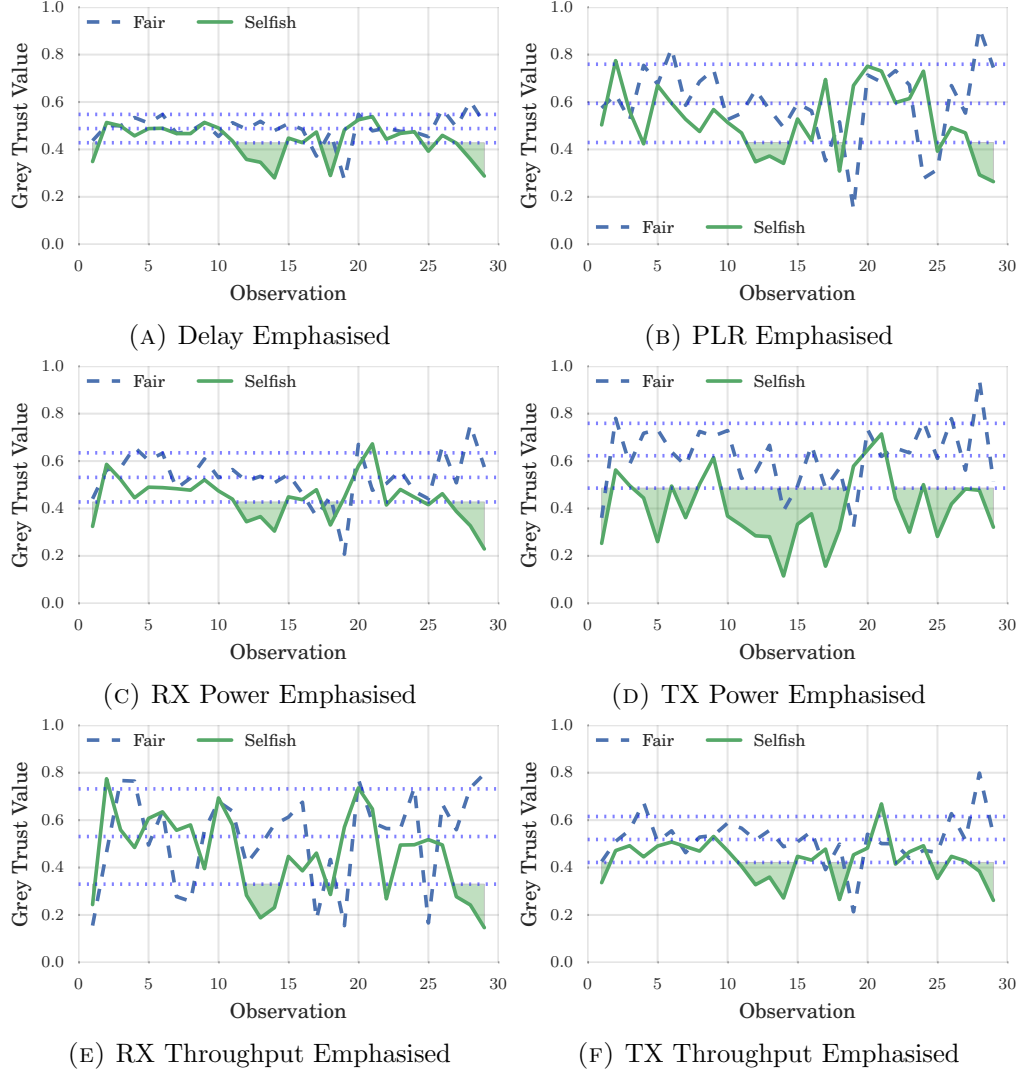 Fair Selfish
Grey Trust Value
1.0
0.8
0.6
0.4
0.2
0.0
0 5 10 15 20 25 30
Observation
(A) Delay Emphasised
Fair Selfish
Grey Trust Value
1.0
0.8
0.6
0.4
0.2
0.0
0 5 10 15 20 25 30
Observation
(B) PLR Emphasised
Fair Selfish
Grey Trust Value
1.0
0.8
0.6
0.4
0.2
0.0
0 5 10 15 20 25 30
Observation
(C) RX Power Emphasised
Fair Selfish
Grey Trust Value
1.0
0.8
0.6
0.4
0.2
0.0
0 5 10 15 20 25 30
Observation
(D) TX Power Emphasised
Fair Selfish
Grey Trust Value
1.0
0.8
0.6
0.4
0.2
0.0
0 5 10 15 20 25 30
Observation
(E) RX Throughput Emphasised
Fair Selfish
Grey Trust Value
1.0
0.8
0.6
0.4
0.2
0.0
0 5 10 15 20 25 30
Observation
(F) TX Throughput Emphasised